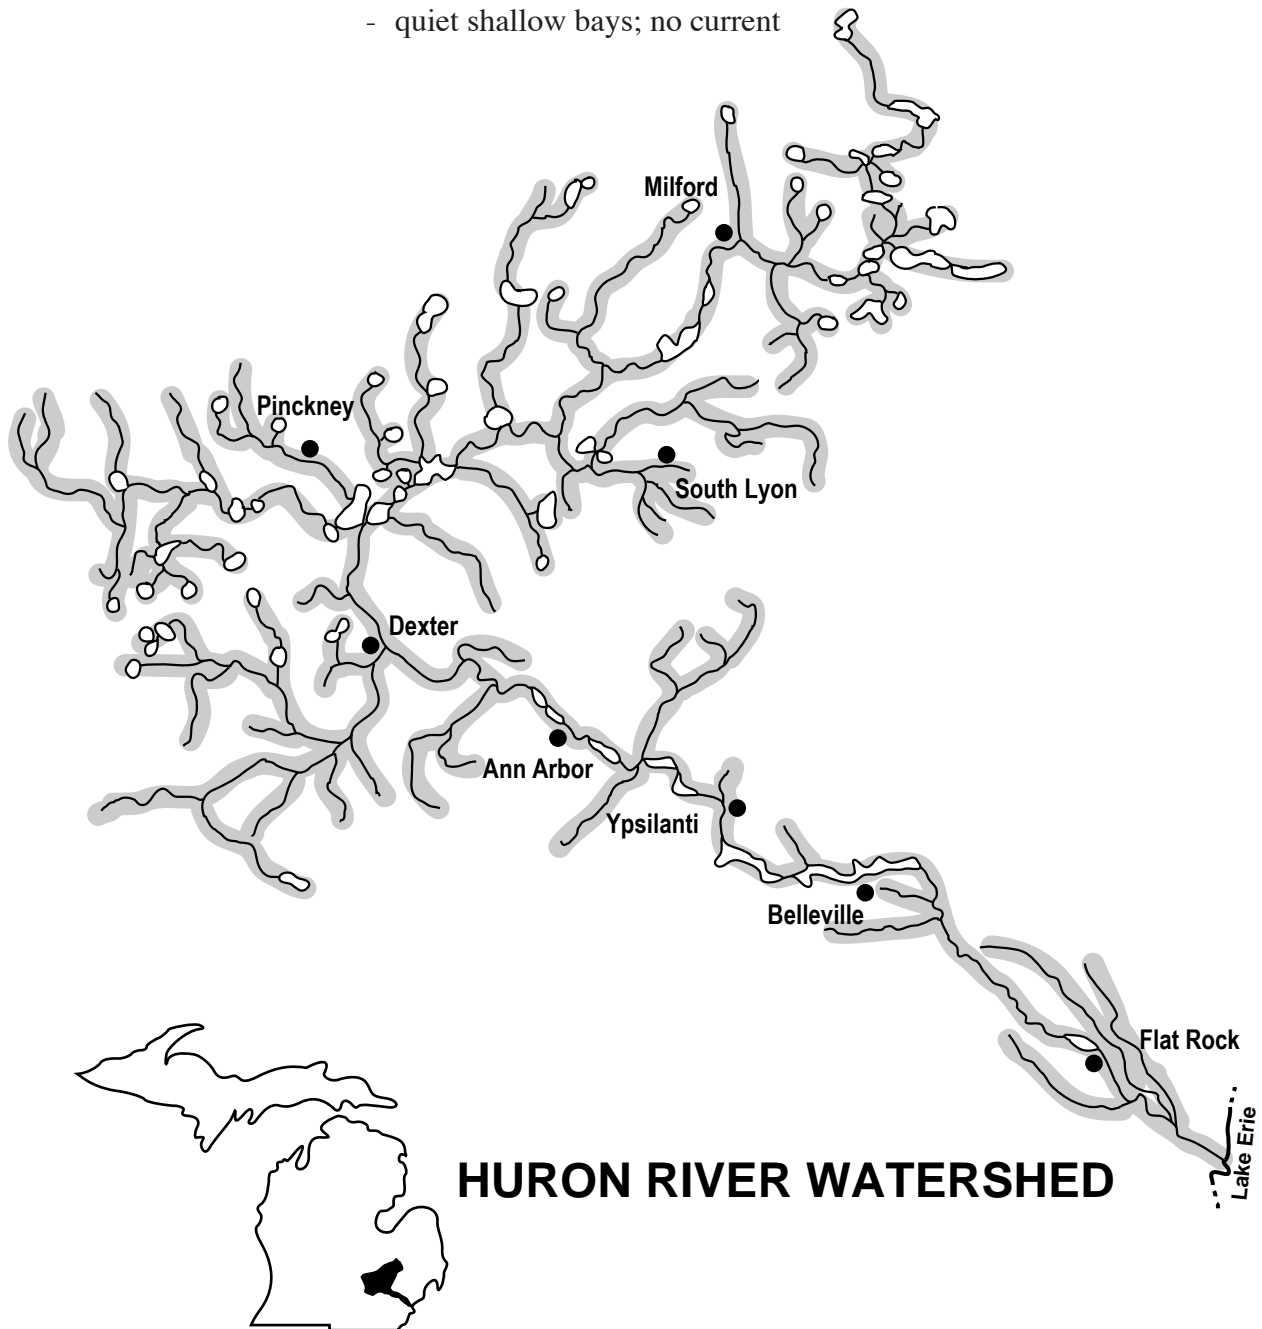 - quiet shallow bays; no current
Milford
Pinckney
South Lyon
Dexter
Ann Arbor
Ypsilanti
Belleville
Flat Rock
Lake Erie
HURON RIVER WATERSHED